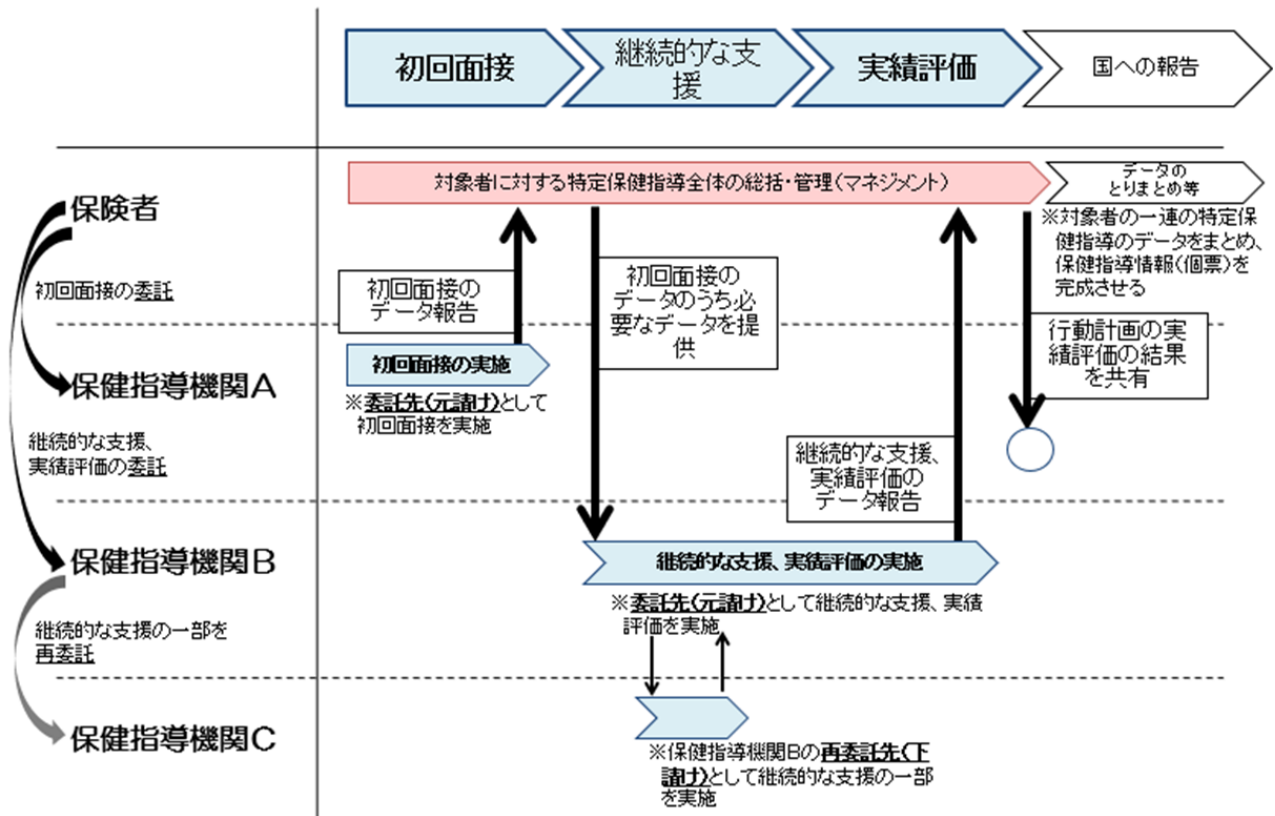 初回面接
継続的な支
援
実績評価
国への報告
対象者に対する特定保健指導全体の総括・管理(マネジメント)
データの
とりまとめ等
保険者
※対象者の一連の特定保
健指導のデータをまとめ、
保健指導情報(個票)を
完成させる
初回面接の委託
初回面接の
データ報告
初回面接の
データのうち必
要なデータを提
供
行動計画の実
績評価の結果
を共有
保健指導機関A
初回面接の実施
※委託先(元請け)として
初回面接を実施
継続的な支援、
実績評価の委託
継続的な支援、
実績評価の
データ報告
保健指導機関B
継続的な支援、実績評価の実施
※委託先(元請け)として継続的な支援、実績
評価を実施
継続的な支援の一部を
再委託
保健指導機関C
※保健指導機関Bの再委託先(下
請け)として継続的な支援の一部
を実施